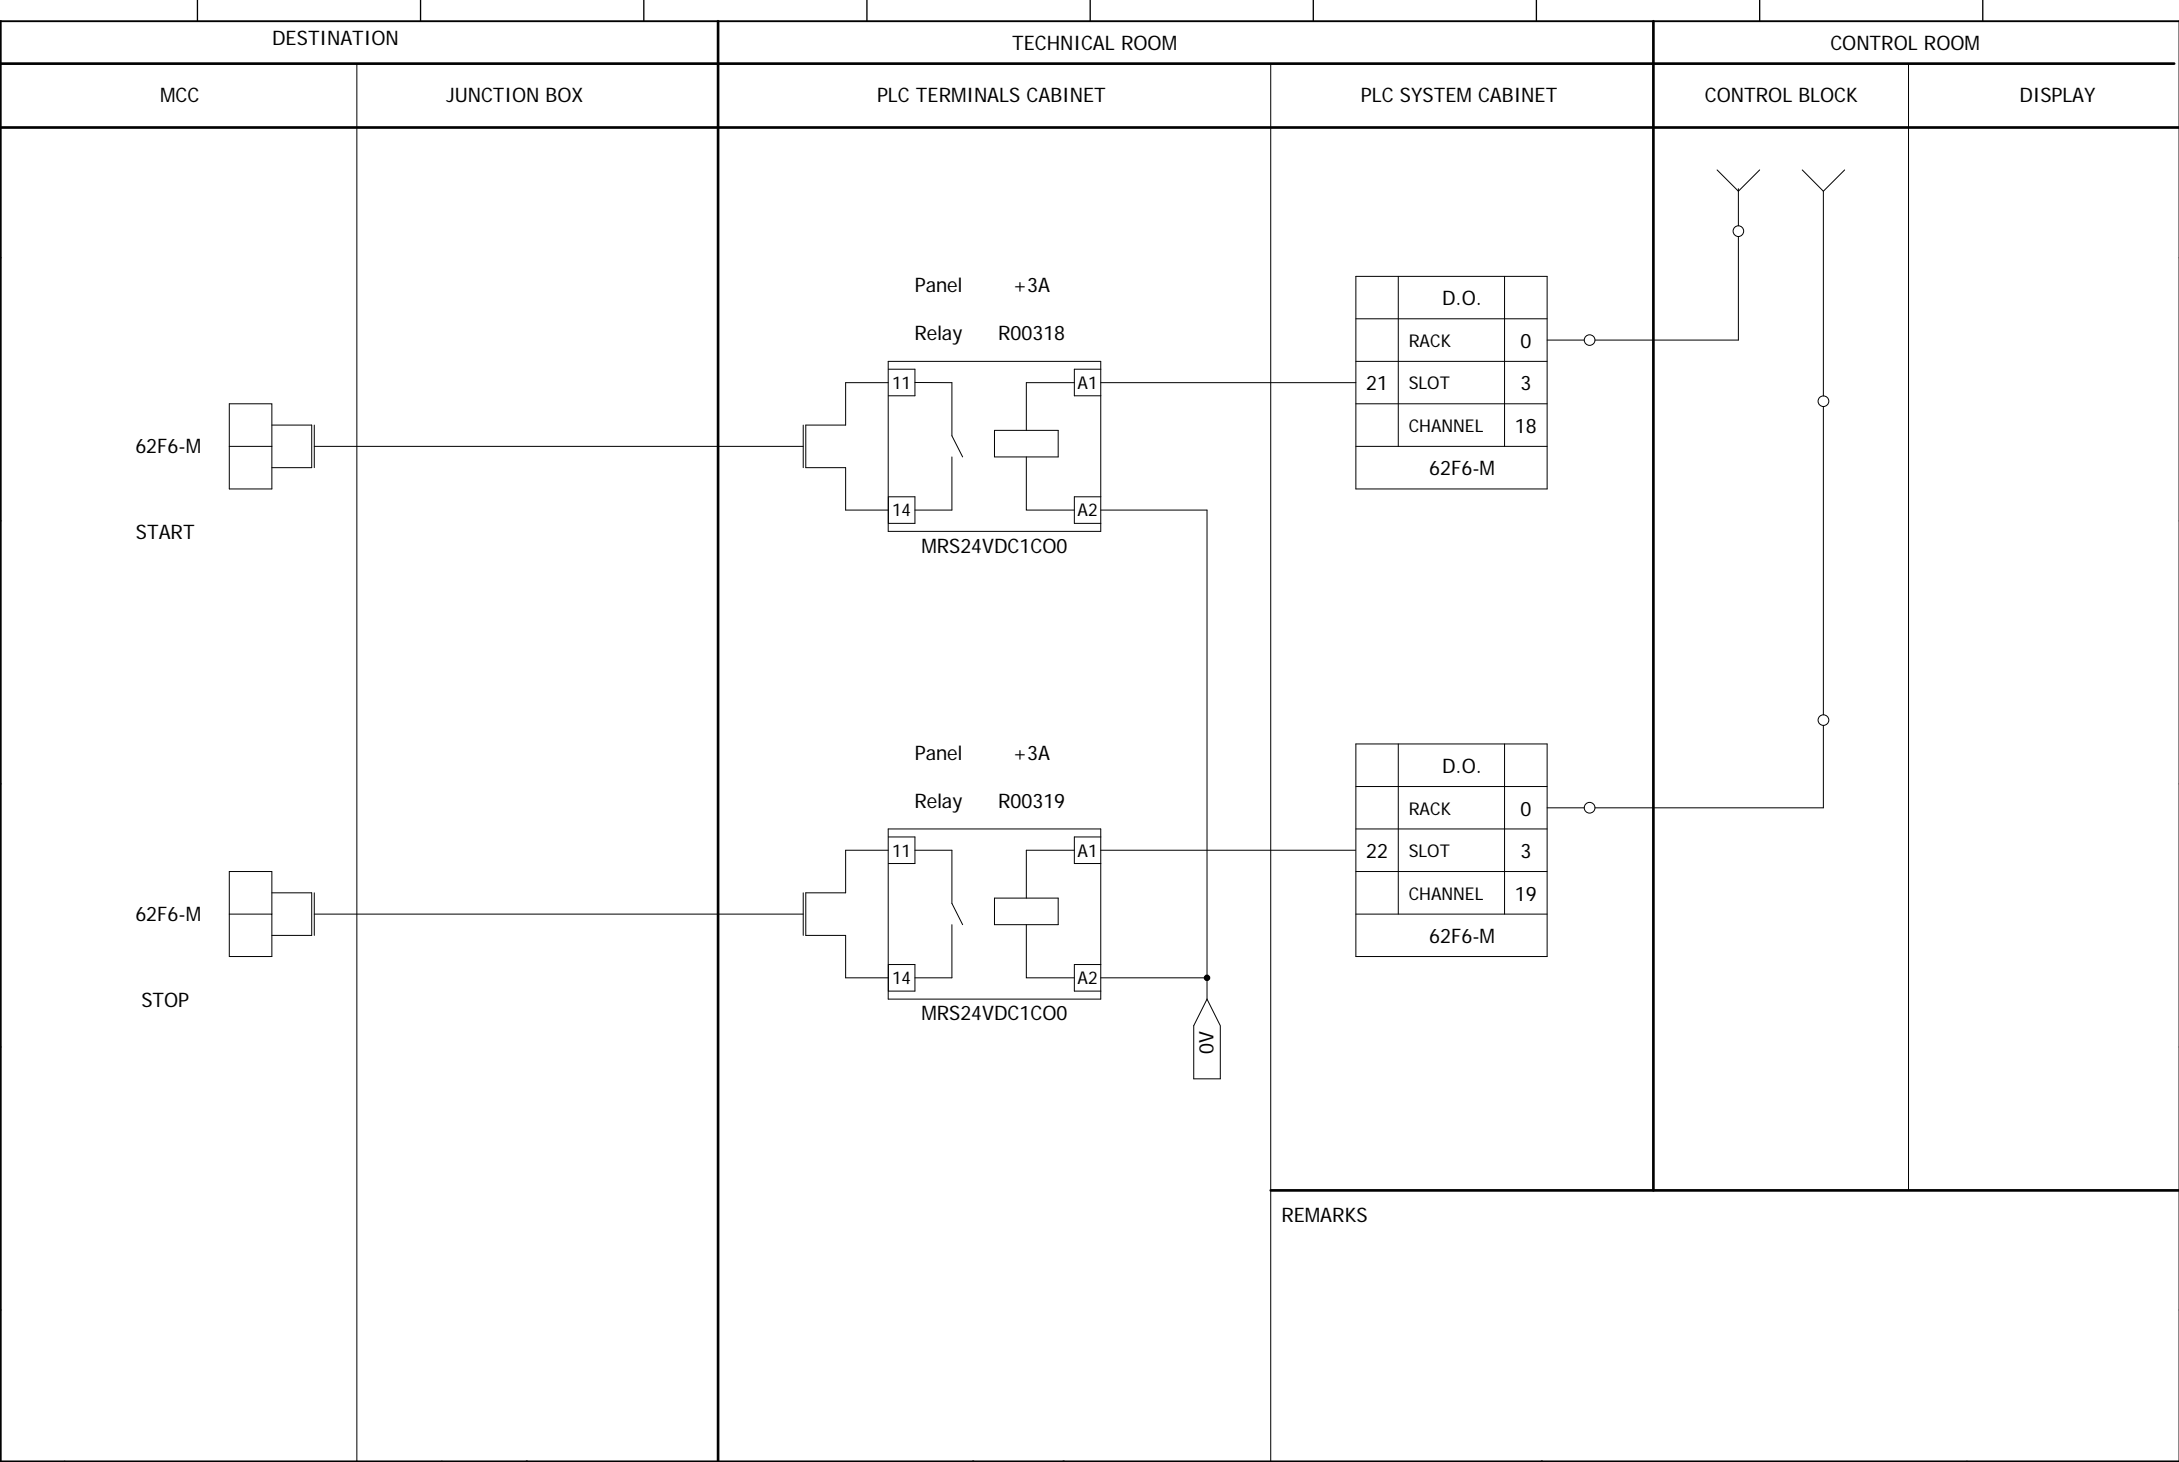 DESTINATION
TECHNICAL ROOM
CONTROL ROOM
MCC
JUNCTION BOX
PLC TERMINALS CABINET
PLC SYSTEM CABINET
CONTROL BLOCK
DISPLAY
Panel +3A
Relay R00318
D.O.
RACK 0
11
A1
21 SLOT 3
CHANNEL 18
62F6-M
62F6-M
14
A2
START
MRS24VDC1CO0
Panel +3A
Relay R00319
D.O.
RACK 0
11
A1
22 SLOT 3
CHANNEL 19
62F6-M
62F6-M
14
A2
STOP
MRS24VDC1CO0
0V
REMARKS